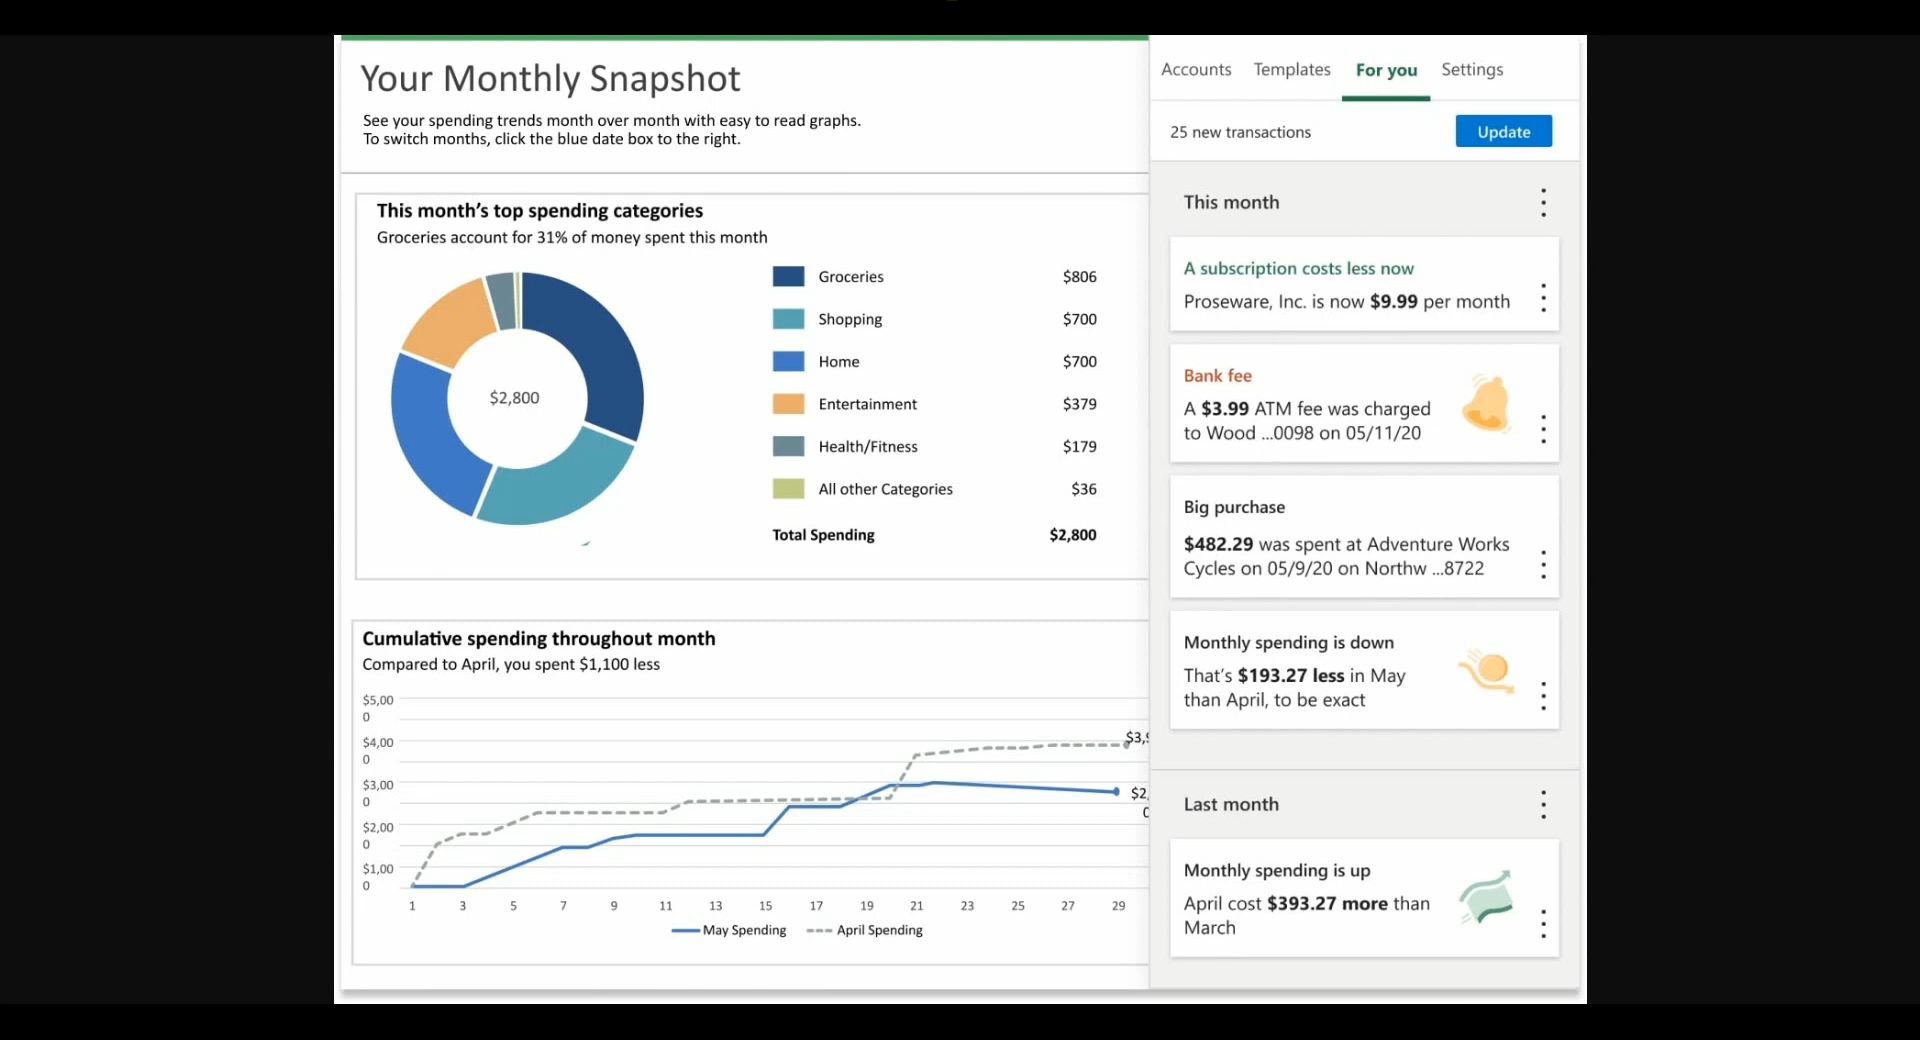 Your Monthly Snapshot
See your spending trends month over month with easy to read graphs.
To switch months, click the blue date box to the right.
This month's top spending categories
Groceries account for 31% of money spent this month
$2,800
Groceries $806
Shopping $700
Home $700
Entertainment $379
Health/Fitness $179
All other Categories $36
Total Spending $2,800
Cumulative spending throughout month
Compared to April, you spent $1,100 less
$5,00
0
$4,00
0
$3,00
0
$2,00
0
$1,00
0
$3,9
$2,
0
1 3 5 7 9 11 13 15 17 19 21 23 25 27 29
May Spending April Spending
Accounts Templates For you Settings
25 new transactions Update
This month
A subscription costs less now
Proseware, Inc. is now $9.99 per month
Bank fee
A $3.99 ATM fee was charged
to Wood ...0098 on 05/11/20
Big purchase
$482.29 was spent at Adventure Works
Cycles on 05/9/20 on Northw ...8722
Monthly spending is down
That's $193.27 less in May
than April, to be exact
Last month
Monthly spending is up
April cost $393.27 more than
March